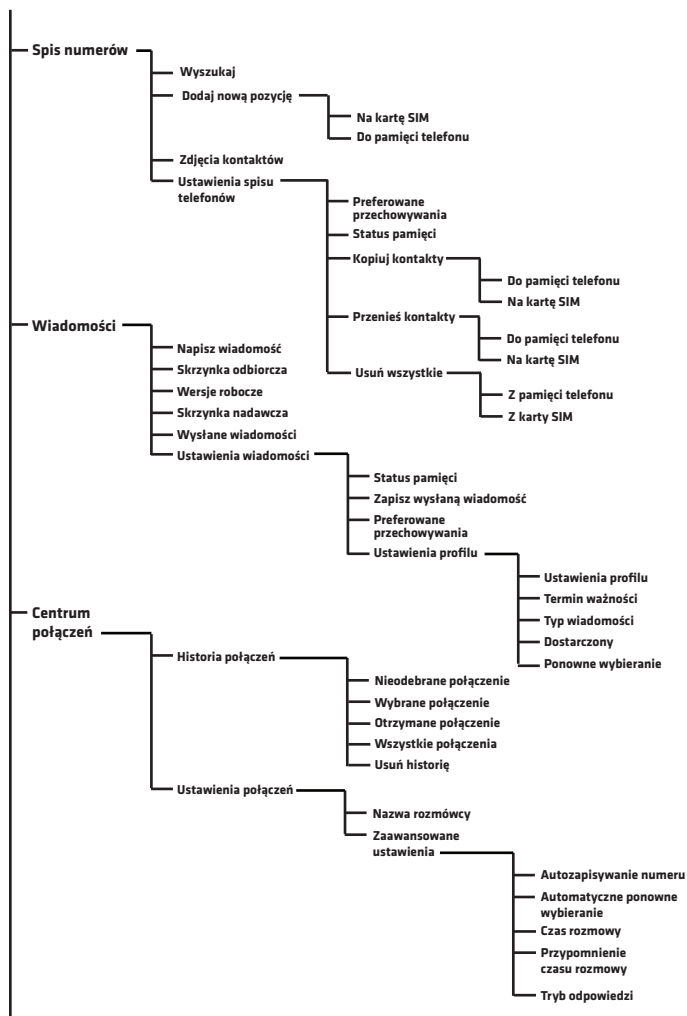 Spis numerów
Wyszukaj
Dodaj nową pozycję
Na kartę SIM
Do pamięci telefonu
Zdjęcia kontaktów
Ustawienia spisu
telefonów
Preferowane
przechowywania
Status pamięci
Kopiuj kontakty
Do pamięci telefonu
Na kartę SIM
Przenieś kontakty
Do pamięci telefonu
Na kartę SIM
Usuń wszystkie
Z pamięci telefonu
Z karty SIM
Wiadomości
Napisz wiadomość
Skrzynka odbiorcza
Wersje robocze
Skrzynka nadawcza
Wysłane wiadomości
Ustawienia wiadomości
Status pamięci
Zapisz wysłaną wiadomość
Preferowane
przechowywania
Ustawienia profilu
Ustawienia profilu
Termin ważności
Typ wiadomości
Dostarczony
Ponowne wybieranie
Centrum
połączeń
Historia połączeń
Nieodebrane połączenie
Wybrane połączenie
Otrzymane połączenie
Wszystkie połączenia
Usuń historię
Ustawienia połączeń
Nazwa rozmówcy
Zaawansowane
ustawienia
Autozapisywanie numeru
Automatyczne ponowne
wybieranie
Czas rozmowy
Przypomnienie
czasu rozmowy
Tryb odpowiedzi